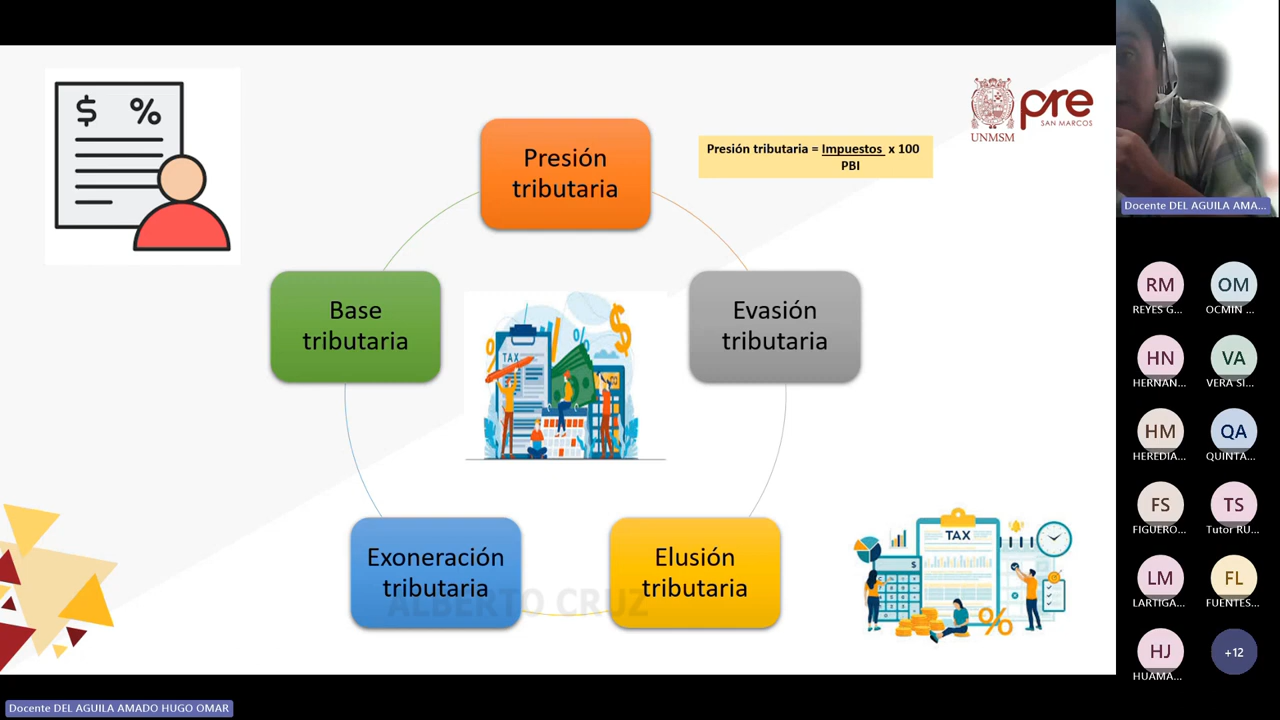 $ %
Presión
tributaria
Presión tributaria = Impuestos x 100
PBI
UNMSM
pre
SAN MARCOS
Base
tributaria
Evasión
tributaria
TAX
Exoneración
tributaria
Elusión
tributaria
ALBERTO CRUZ
TAX
$
%
Docente DEL AGUILA AMA...
RM
REYES G...
OM
OCMIN ...
HN
HERNAN...
VA
VERA SI...
HM
HEREDIA...
QA
QUINTA...
FS
FIGUERO...
TS
Tutor RU...
LM
LARTIGA...
FL
FUENTES...
HJ
HUAMA...
+12
Docente DEL AGUILA AMADO HUGO OMAR